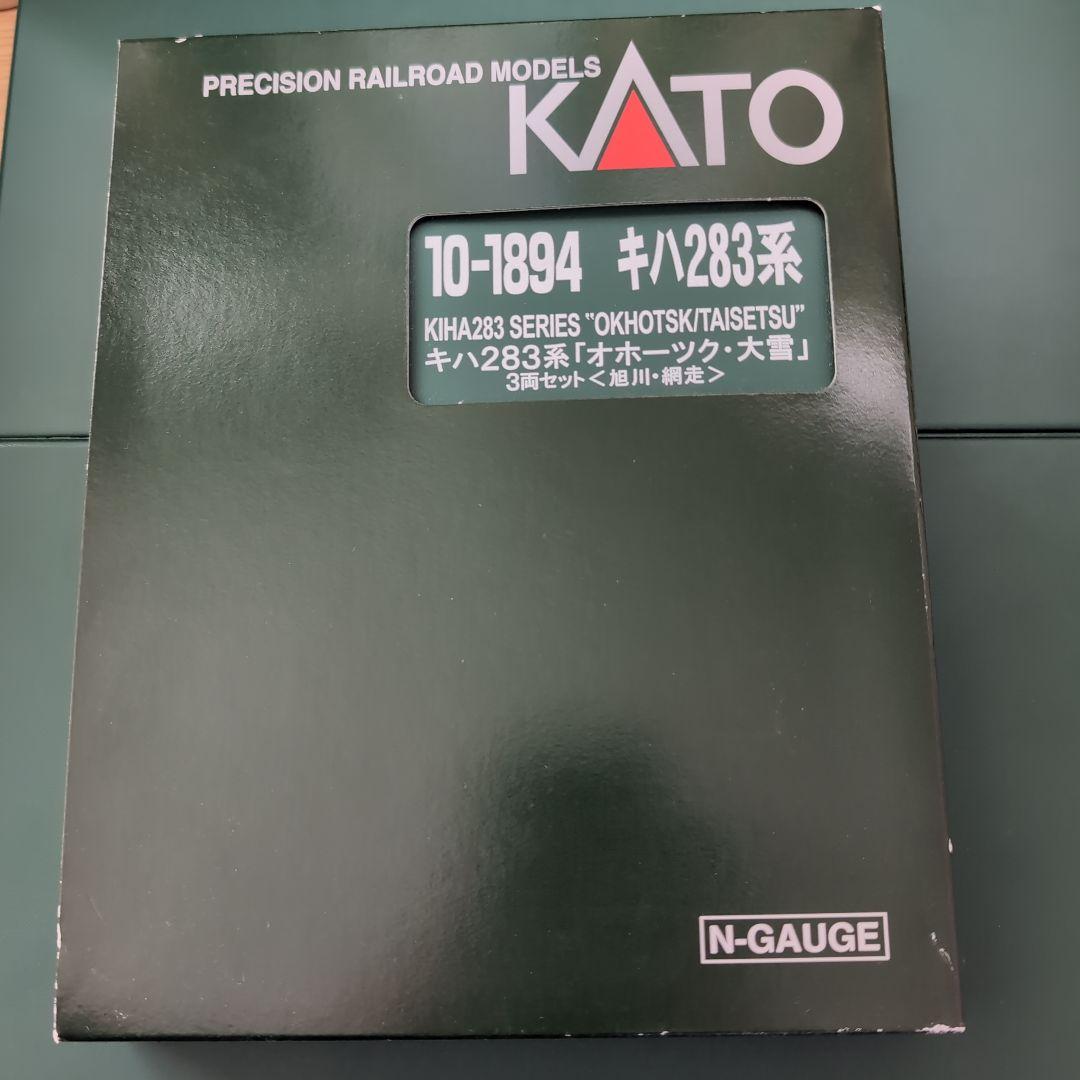 PRECISION RAILROAD MODELS
KATO
10-1894 キハ283系
KIHA283 SERIES "OKHOTSK/TAISETSU"
キハ283系「オホーツク・大雪」
3両セット<旭川・網走>
N-GAUGE